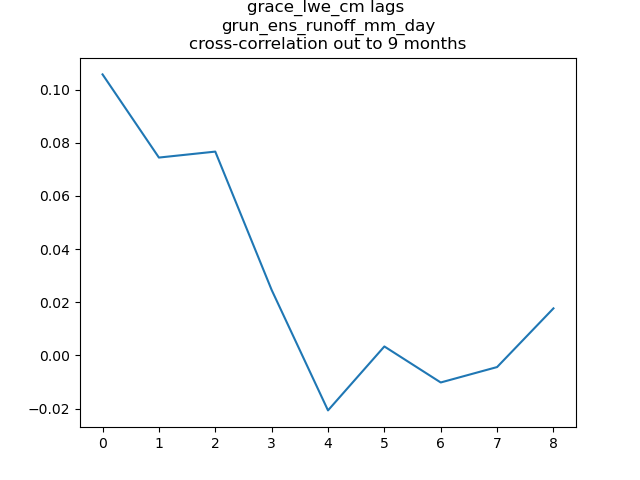 grace_lwe_cm lags
grun_ens_runoff_mm_day
cross-correlation out to 9 months
0.10
0.08
0.06
0.04
0.02
0.00
−0.02
0 1 2 3 4 5 6 7 8